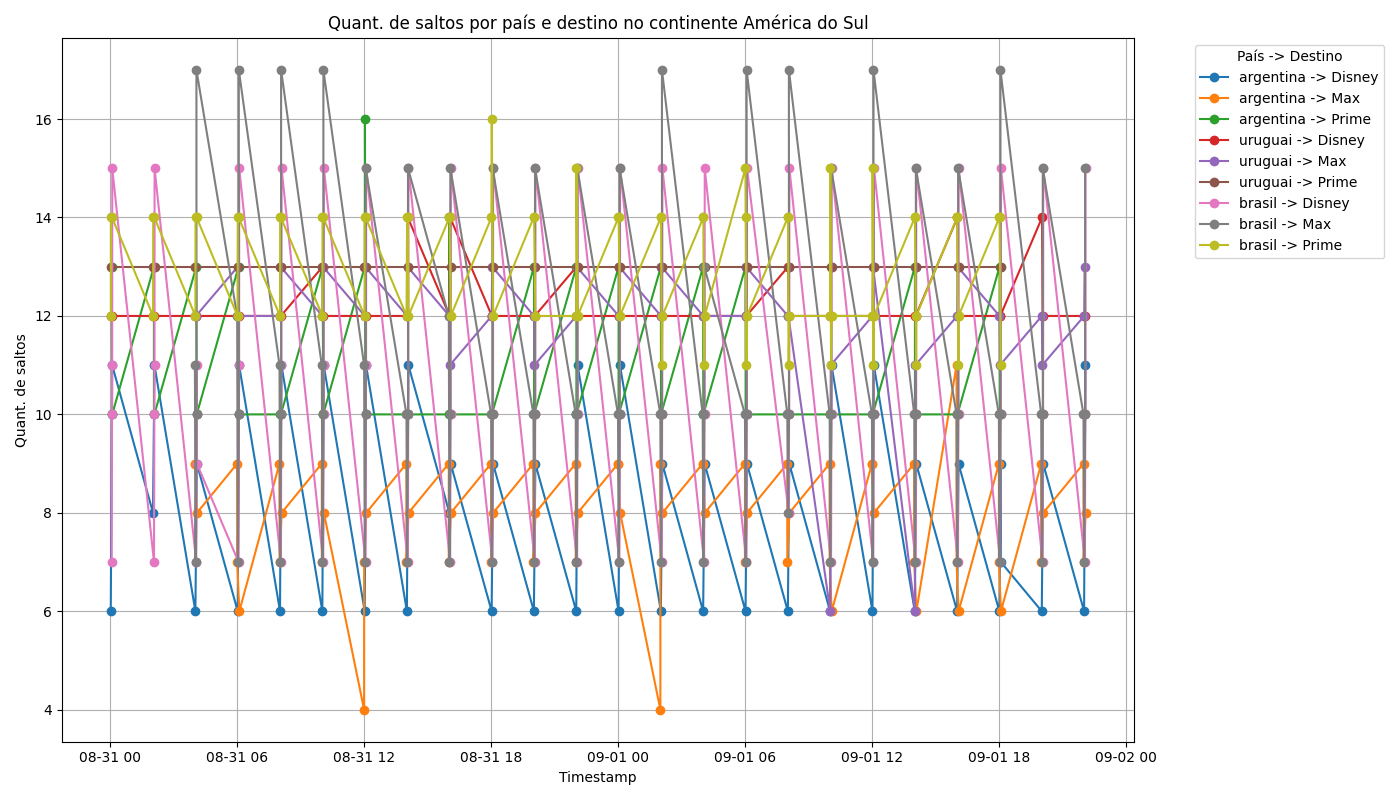 Quant. de saltos por país e destino no continente América do Sul
Quant. de saltos
16
14
12
10
8
6
4
08-31 00
08-31 06
08-31 12
08-31 18
09-01 00
09-01 06
09-01 12
09-01 18
09-02 00
Timestamp
País -> Destino
argentina -> Disney
argentina -> Max
argentina -> Prime
uruguai -> Disney
uruguai -> Max
uruguai -> Prime
brasil -> Disney
brasil -> Max
brasil -> Prime